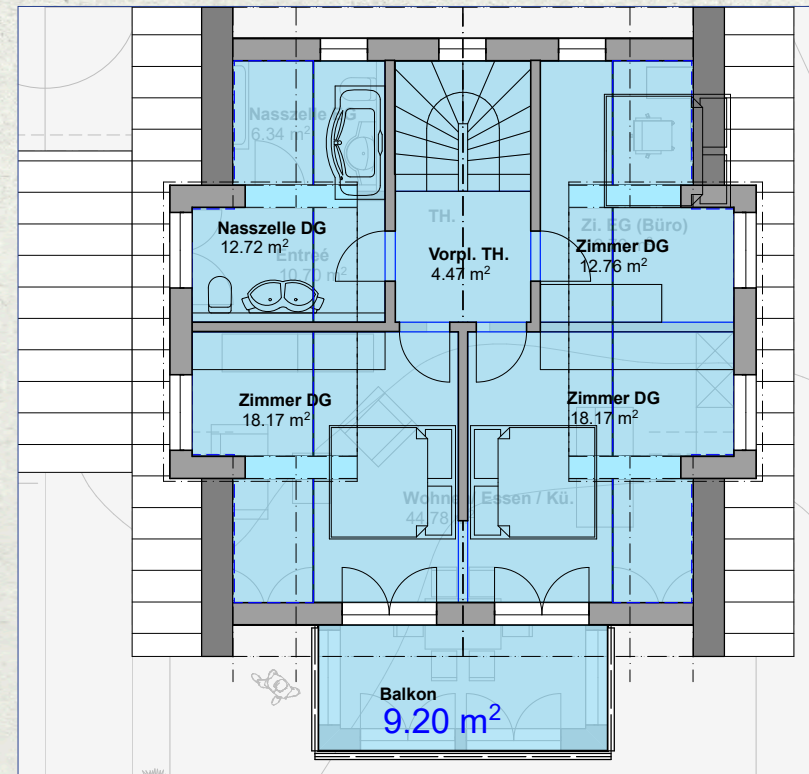 Nasszelle DG
6.34 m²
TH.
Zi. EG (Büro)
Nasszelle DG
12.72 m²
Entreé
10.70 m²
Vorpl. TH.
4.47 m²
Zimmer DG
12.76 m²
Zimmer DG
18.17 m²
Zimmer DG
18.17 m²
Wohne / Essen / Kü.
44.78
Balkon
9.20 m²